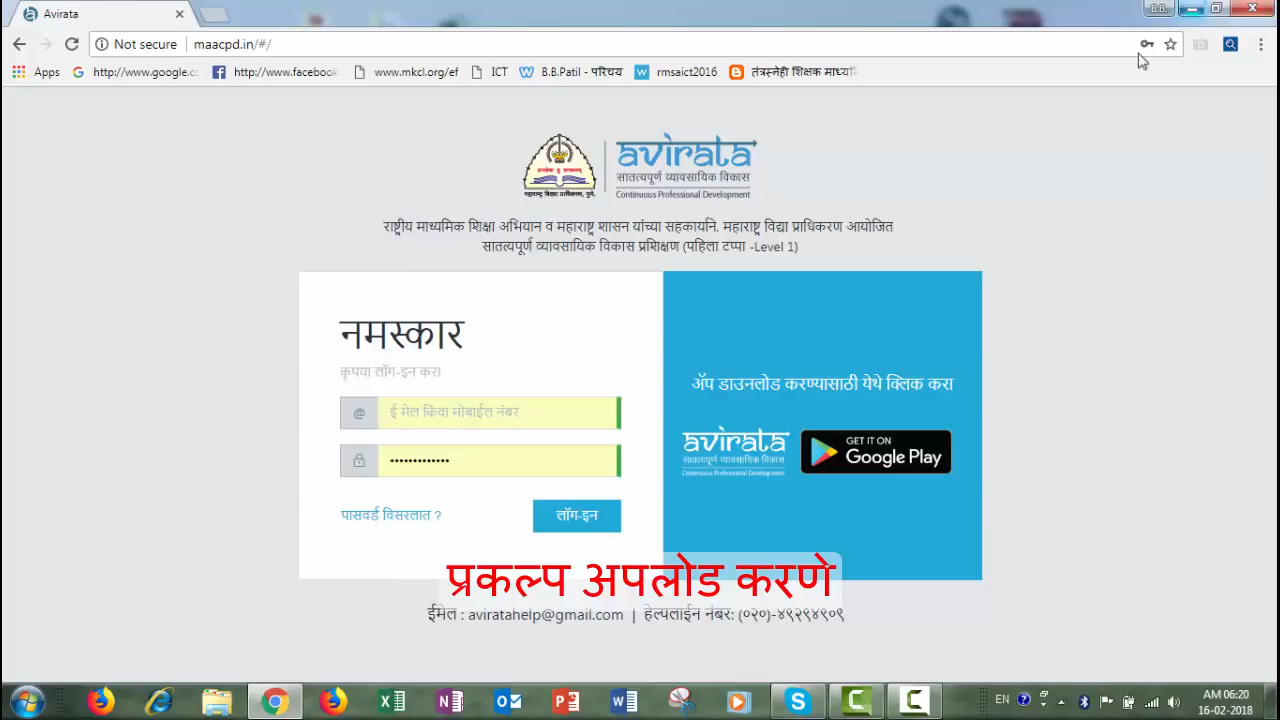 Avirata
B.B.
Not secure
maacpd.in/#/
Apps
http://www.google.cc
http://www.facebook
www.mkcl.org/ef
ICT
B.B.Patil - परिचय
rmsaict2016
तंत्रस्नेही शिक्षक माध्यमि
महाराष्ट्र विद्या प्राधिकरण, पुणे.
avirata
सातत्यपूर्ण व्यावसायिक विकास
Continuous Professional Development
राष्ट्रीय माध्यमिक शिक्षा अभियान व महाराष्ट्र शासन यांच्या सहकार्याने, महाराष्ट्र विद्या प्राधिकरण आयोजित
सातत्यपूर्ण व्यावसायिक विकास प्रशिक्षण (पहिला टप्पा -Level 1)
नमस्कार
कृपया लॉग-इन करा
@ ई मेल किंवा मोबाईल नंबर
पासवर्ड विसरलात ?
लॉग-इन
ॲप डाउनलोड करण्यासाठी येथे क्लिक करा
avirata
सातत्यपूर्ण व्यावसायिक विकास
Continuous Professional Development
GET IT ON
Google Play
प्रकल्प अपलोड करणे
ईमेल : aviratahelp@gmail.com | हेल्पलाईन नंबर: (०२०)-४९२९४९०९
EN
AM 06:20
16-02-2018